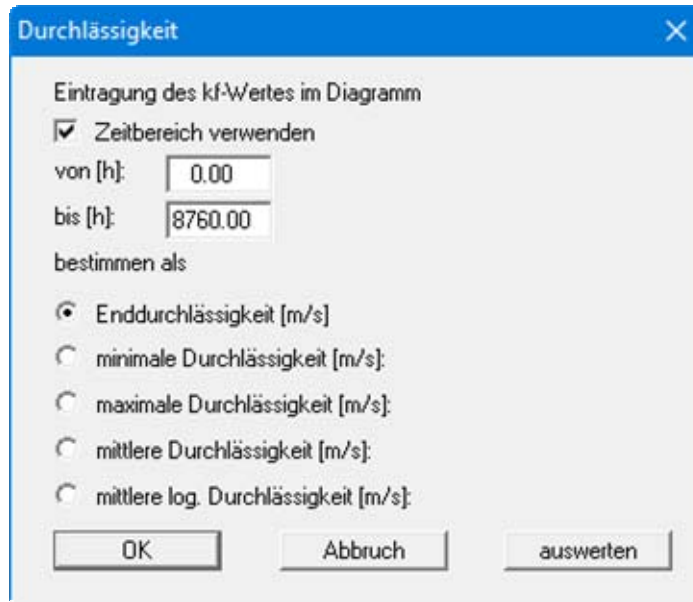 Durchlässigkeit
Eintragung des kf-Wertes im Diagramm
Zeitbereich verwenden
von [h]: 0.00
bis [h]: 8760.00
bestimmen als
Enddurchlässigkeit [m/s]
minimale Durchlässigkeit [m/s]:
maximale Durchlässigkeit [m/s]:
mittlere Durchlässigkeit [m/s]:
mittlere log. Durchlässigkeit [m/s]:
OK Abbruch auswerten